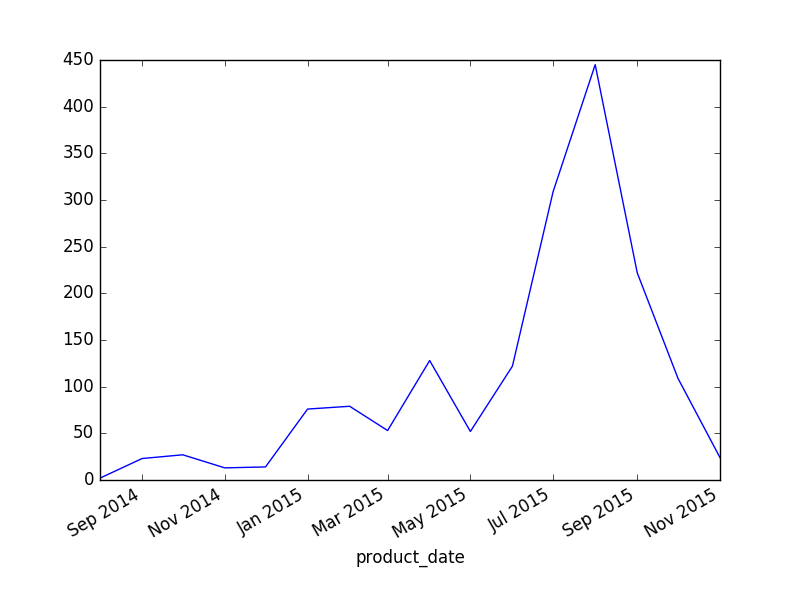 450
400
350
300
250
200
150
100
50
0
Sep 2014
Nov 2014
Jan 2015
Mar 2015
May 2015
Jul 2015
Sep 2015
Nov 2015
product_date